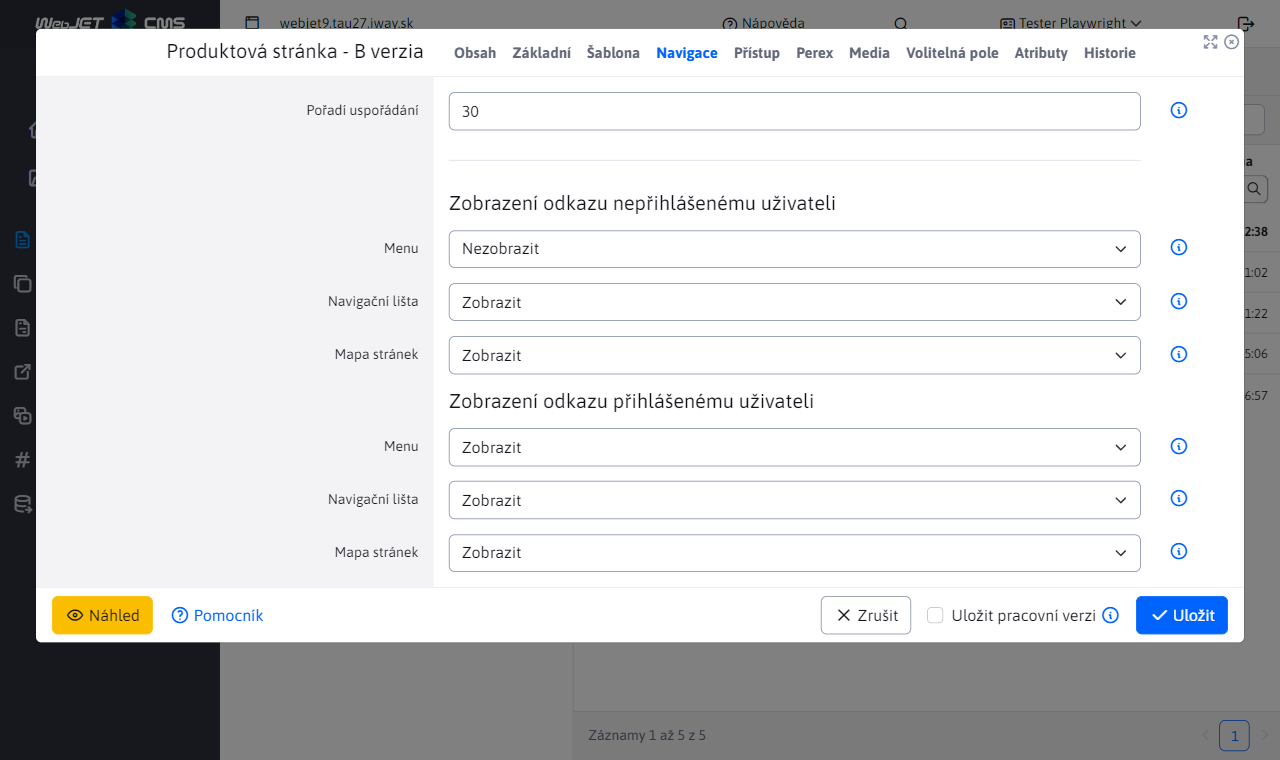 WebJET CMS
webjet9.tau27.iway.sk
Nápověda
Tester Playwright
Produktová stránka - B verzia
Obsah Základní Šablona Navigace Přístup Perex Media Volitelná pole Atributy Historie
Pořadí uspořádání
30
Zobrazení odkazu nepřihlášenému uživateli
Menu
Nezobrazit
Navigační lišta
Zobrazit
Mapa stránek
Zobrazit
Zobrazení odkazu přihlášenému uživateli
Menu
Zobrazit
Navigační lišta
Zobrazit
Mapa stránek
Zobrazit
2:38
1:02
1:22
5:06
6:57
Náhled
Pomocník
Zrušit
Uložit pracovní verzi
Uložit
Záznamy 1 až 5 z 5
1